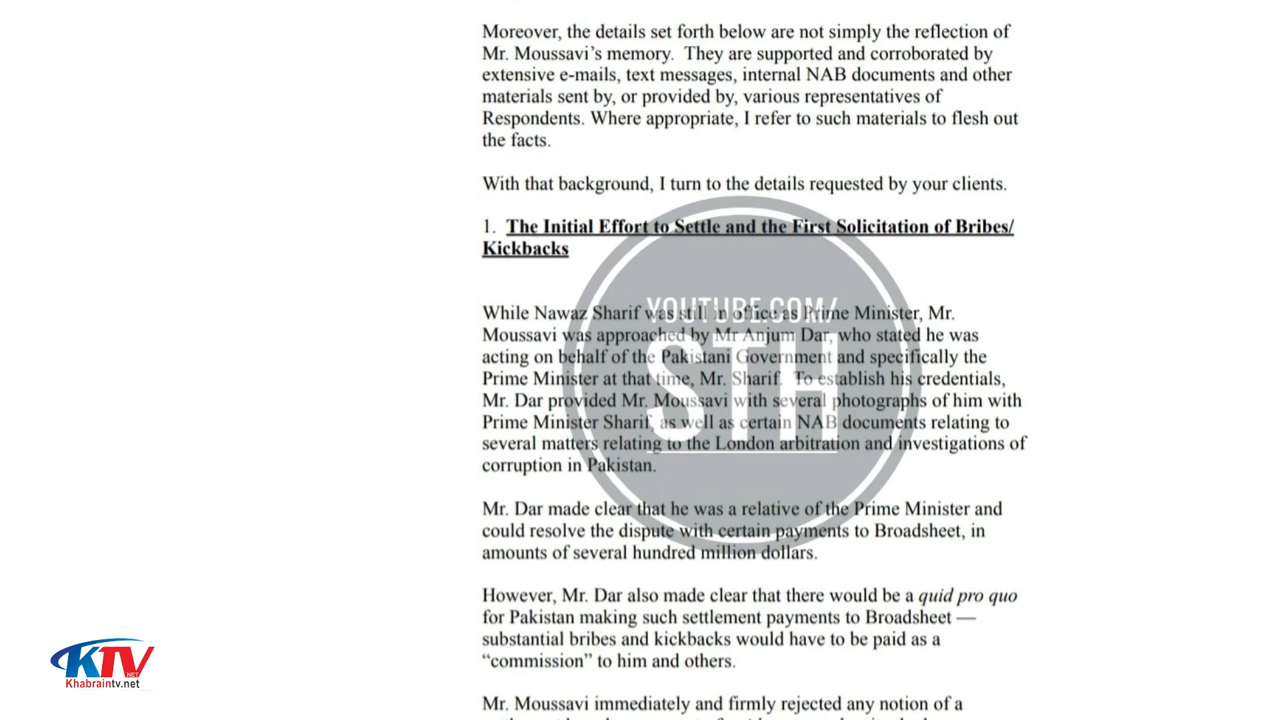 Moreover, the details set forth below are not simply the reflection of
Mr. Moussavi's memory.  They are supported and corroborated by
extensive e-mails, text messages, internal NAB documents and other
materials sent by, or provided by, various representatives of
Respondents. Where appropriate, I refer to such materials to flesh out
the facts.
With that background, I turn to the details requested by your clients.
1.  The Initial Effort to Settle and the First Solicitation of Bribes/
Kickbacks
While Nawaz Sharif was still in office as Prime Minister, Mr.
Moussavi was approached by Mr Anjum Dar, who stated he was
acting on behalf of the Pakistani Government and specifically the
Prime Minister at that time, Mr. Sharif.  To establish his credentials,
Mr. Dar provided Mr. Moussavi with several photographs of him with
Prime Minister Sharif, as well as certain NAB documents relating to
several matters relating to the London arbitration and investigations of
corruption in Pakistan.
Mr. Dar made clear that he was a relative of the Prime Minister and
could resolve the dispute with certain payments to Broadsheet, in
amounts of several hundred million dollars.
However, Mr. Dar also made clear that there would be a quid pro quo
for Pakistan making such settlement payments to Broadsheet —
substantial bribes and kickbacks would have to be paid as a
“commission” to him and others.
Mr. Moussavi immediately and firmly rejected any notion of a
YOUTUBE.COM/
STH
KTV
NET
Khabraintv.net